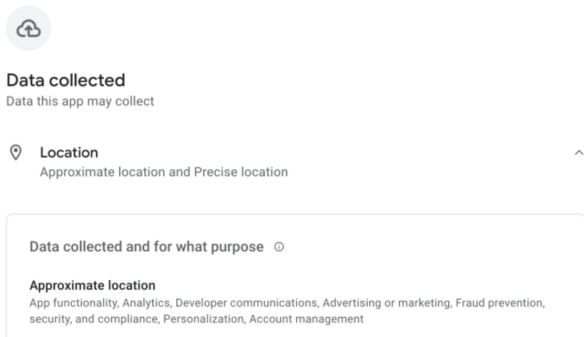 Data collected
Data this app may collect
Location
Approximate location and Precise location
Data collected and for what purpose
Approximate location
App functionality, Analytics, Developer communications, Advertising or marketing, Fraud prevention,
security, and compliance, Personalization, Account management